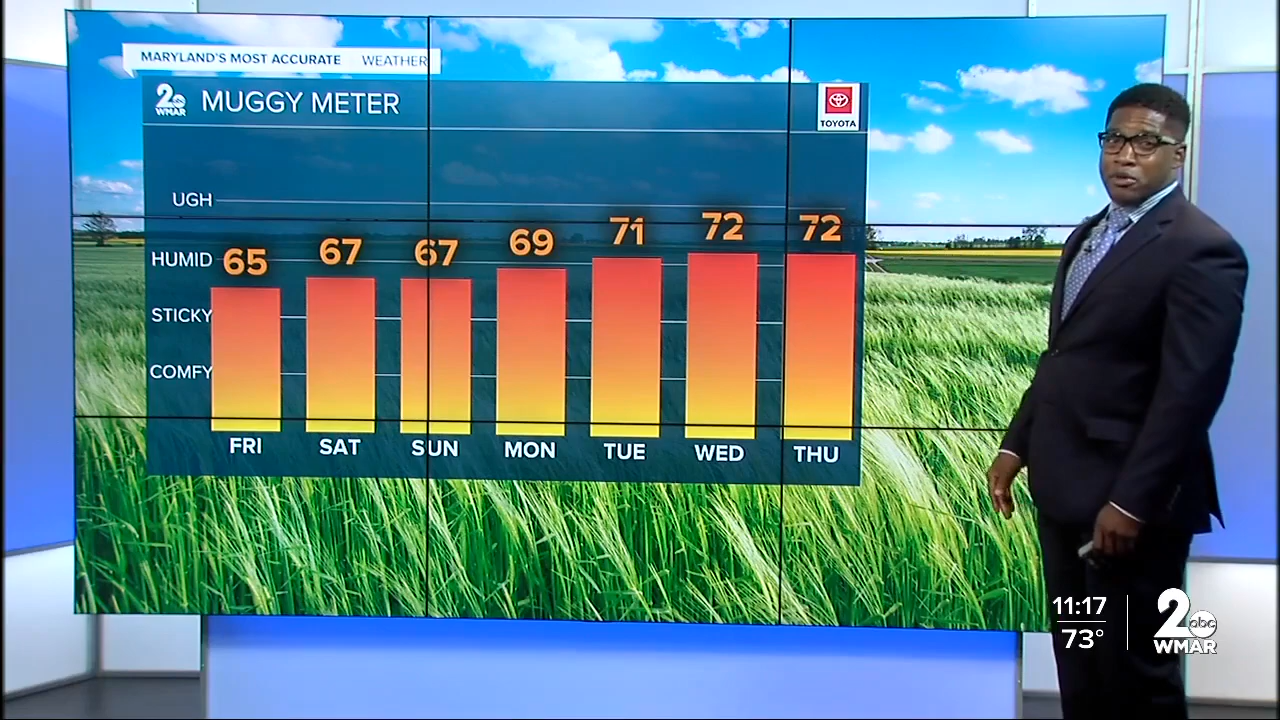 MARYLAND'S MOST ACCURATE WEATHER
2 abc WMAR
MUGGY METER
TOYOTA
UGH
HUMID
STICKY
COMFY
65 67 67 69 71 72 72
FRI SAT SUN MON TUE WED THU
11:17
73°
2 abc
WMAR